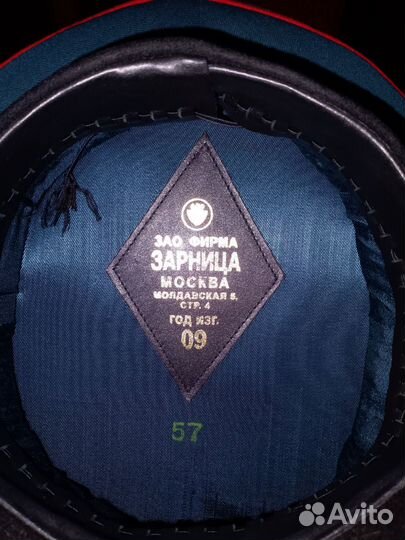 ЗАО ФИРМА
ЗАРНИЦА
МОСКВА
МОЛДАВСКАЯ 5,
СТР. 4
ГОД ИЗГ.
09
57
Avito